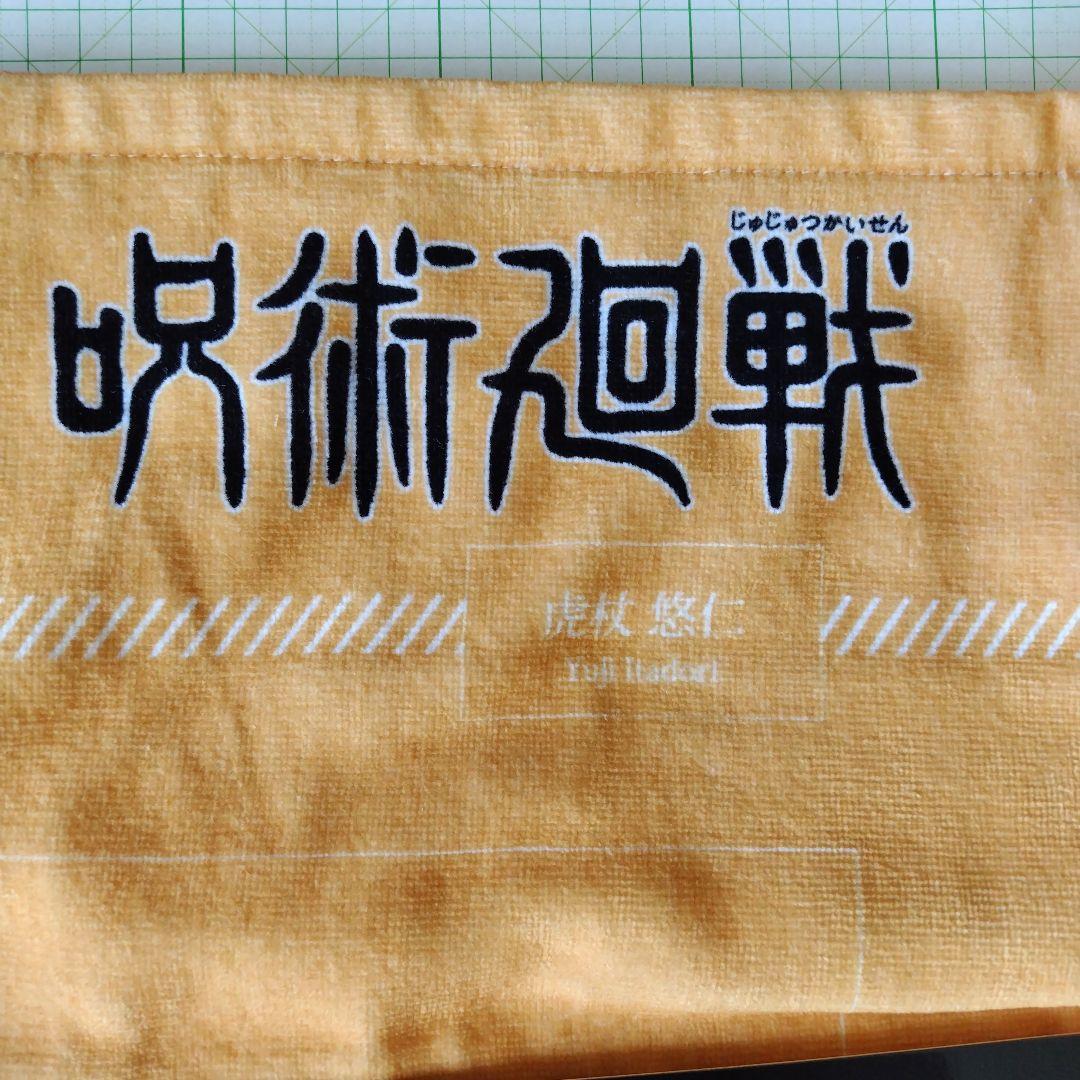 じゅじゅつかいせん
呪術廻戦
虎杖 悠仁
Yuji Itadori